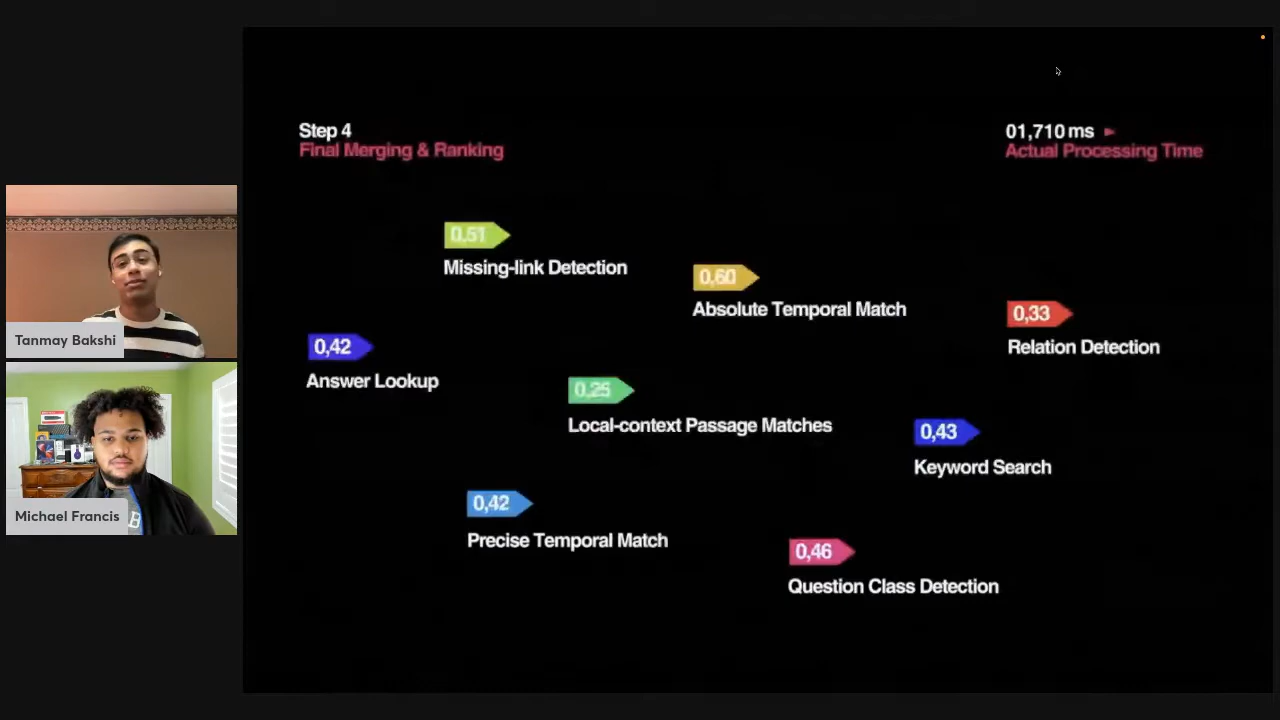 Step 4
Final Merging & Ranking
01,710 ms
Actual Processing Time
0.51
Missing-link Detection
0,60
Absolute Temporal Match
0,33
Relation Detection
0,42
Answer Lookup
0.25
Local-context Passage Matches
0,43
Keyword Search
0,42
Precise Temporal Match
0,46
Question Class Detection
Tanmay Bakshi
Michael Francis
B